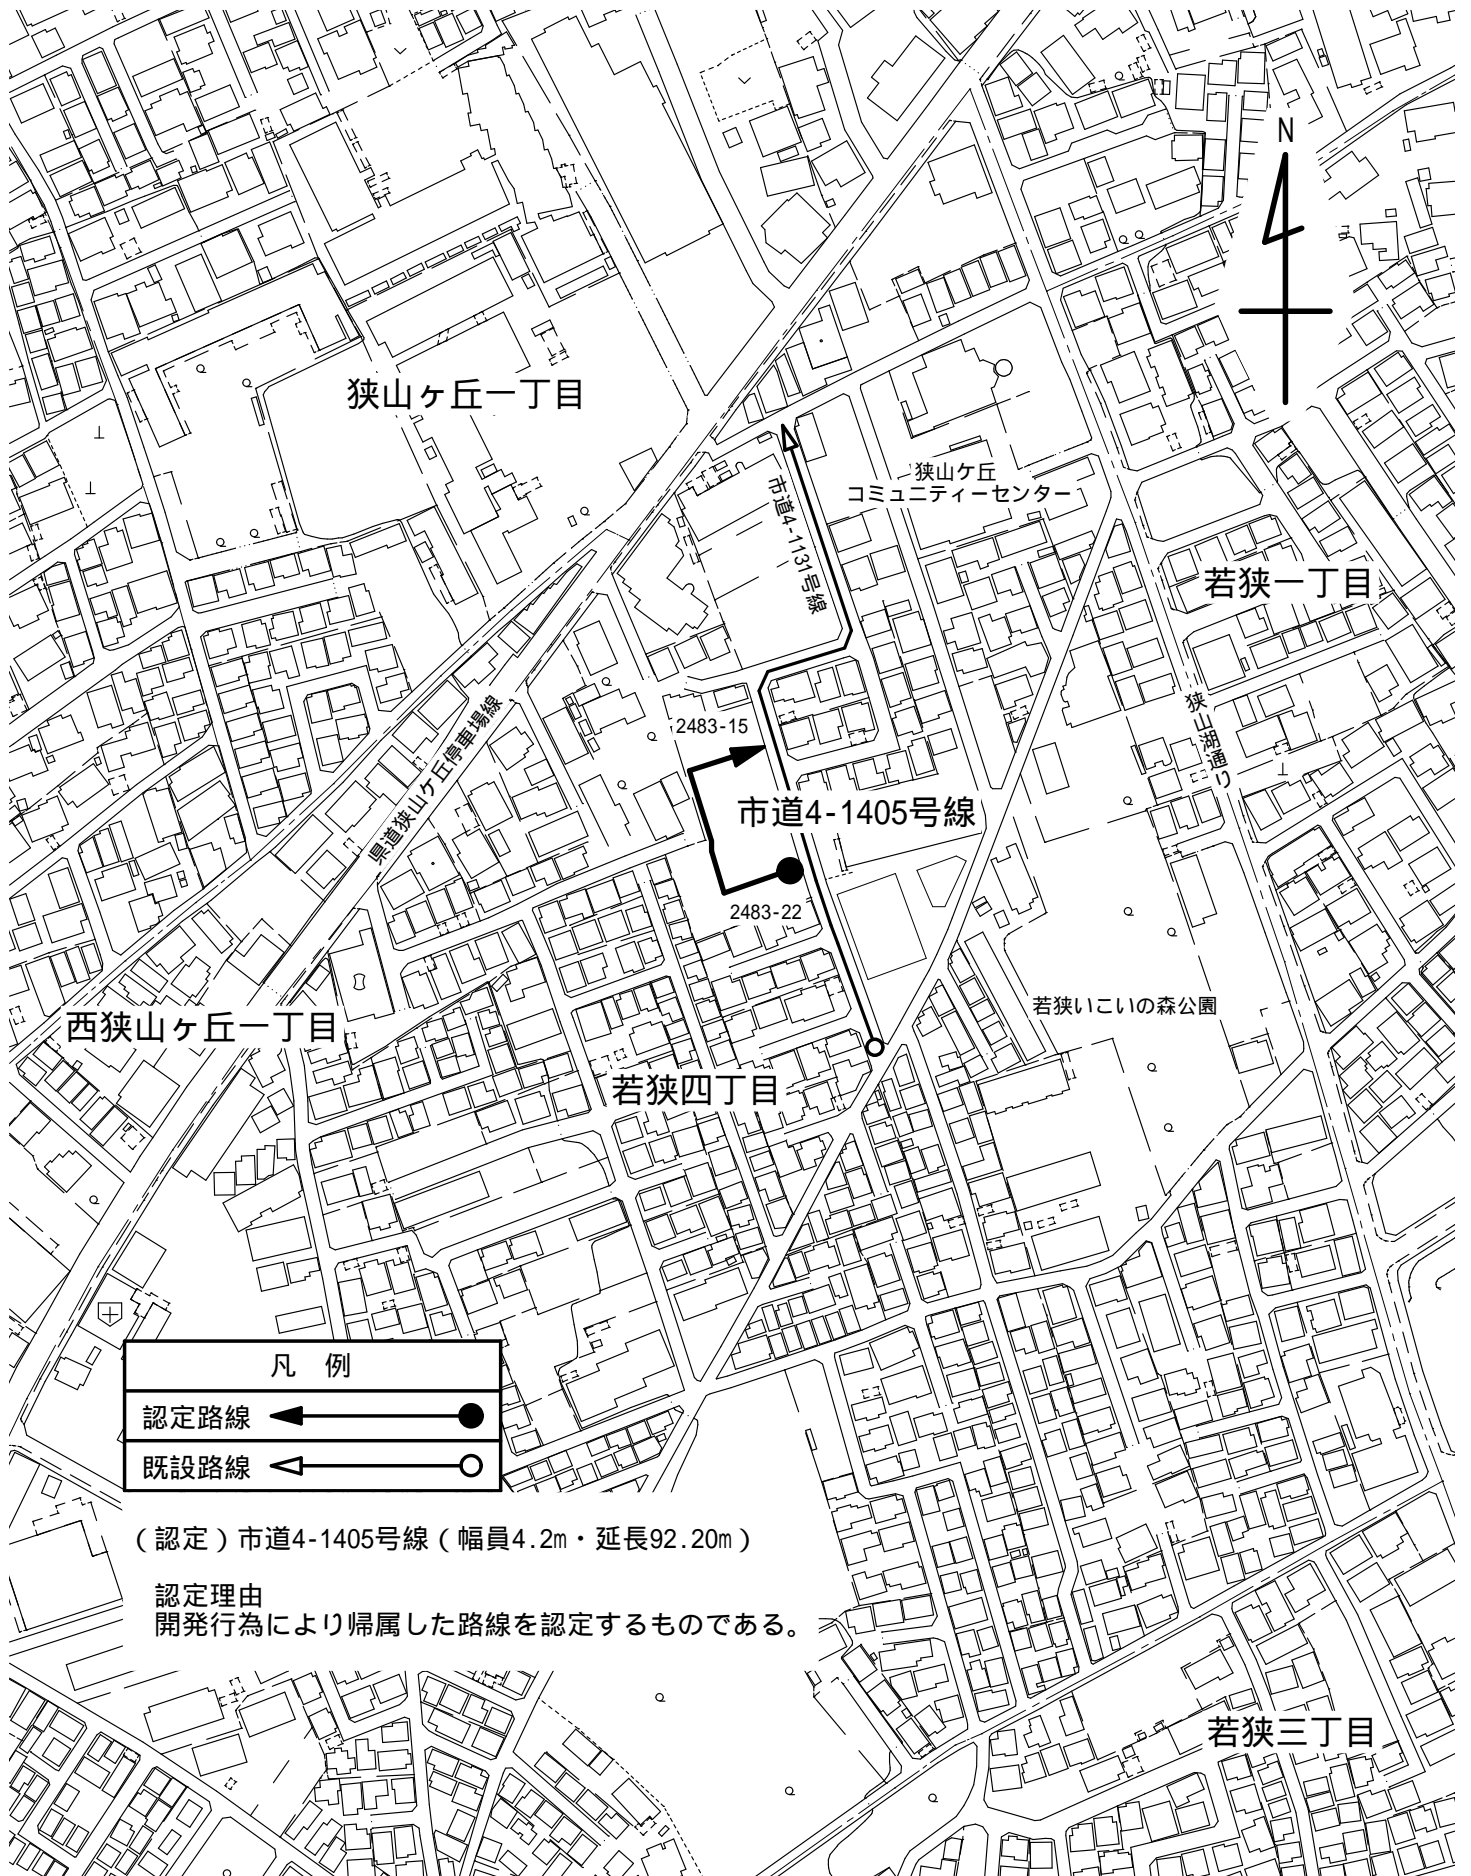 N
狭山ヶ丘一丁目
狭山ケ丘
コミュニティーセンター
市道4-1131号線
若狭一丁目
狭山湖通り
2483-15
県道狭山ケ丘停車場線
市道4-1405号線
2483-22
若狭いこいの森公園
西狭山ヶ丘一丁目
若狭四丁目
凡 例
認定路線
既設路線
（認定）市道4-1405号線（幅員4.2m・延長92.20m）
認定理由
開発行為により帰属した路線を認定するものである。
若狭三丁目